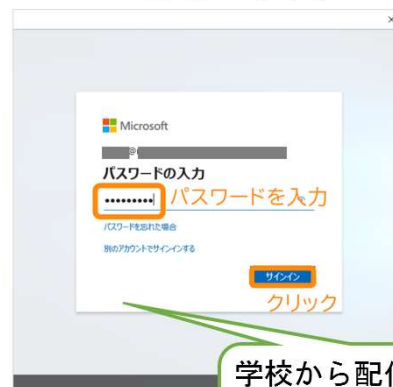 Microsoft
パスワードの入力
•••••••••
パスワードを入力
パスワードを忘れた場合
別のアカウントでサインインする
サインイン
クリック
学校から配